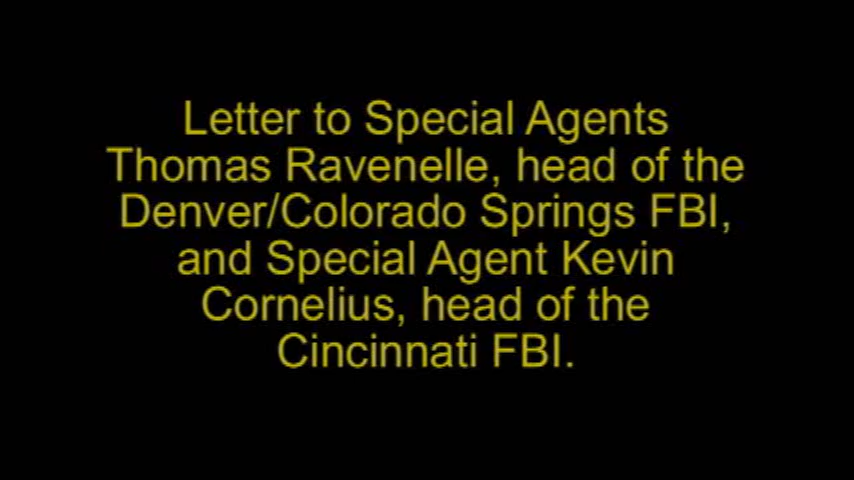 Letter to Special Agents
Thomas Ravenelle, head of the
Denver/Colorado Springs FBI,
and Special Agent Kevin
Cornelius, head of the
Cincinnati FBI.